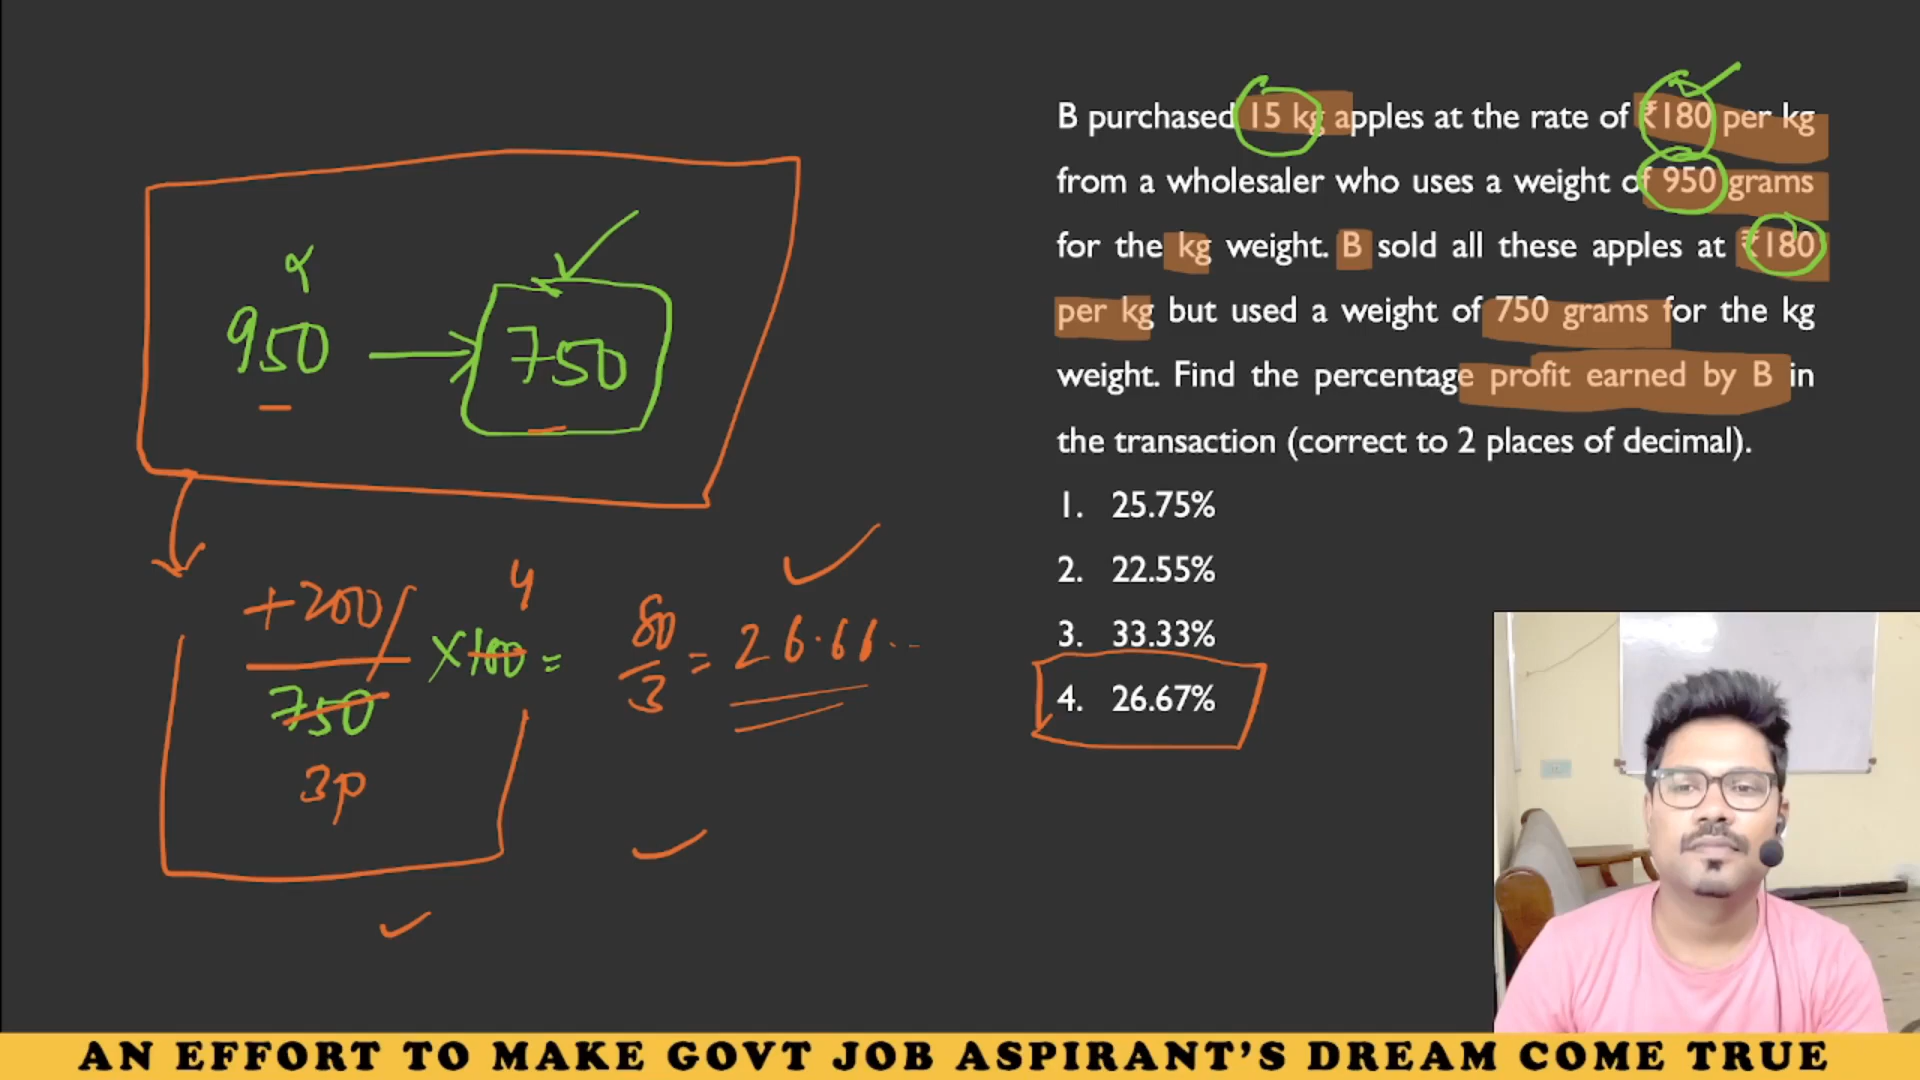 B purchased 15 kg apples at the rate of ₹180 per kg
from a wholesaler who uses a weight of 950 grams
for the kg weight. B sold all these apples at ₹180
per kg but used a weight of 750 grams for the kg
weight. Find the percentage profit earned by B in
the transaction (correct to 2 places of decimal).
1. 25.75%
2. 22.55%
3. 33.33%
4. 26.67%
950 → 750
+200
750
×100 =
4
80
3
= 26.66..
AN EFFORT TO MAKE GOVT JOB ASPIRANT'S DREAM COME TRUE